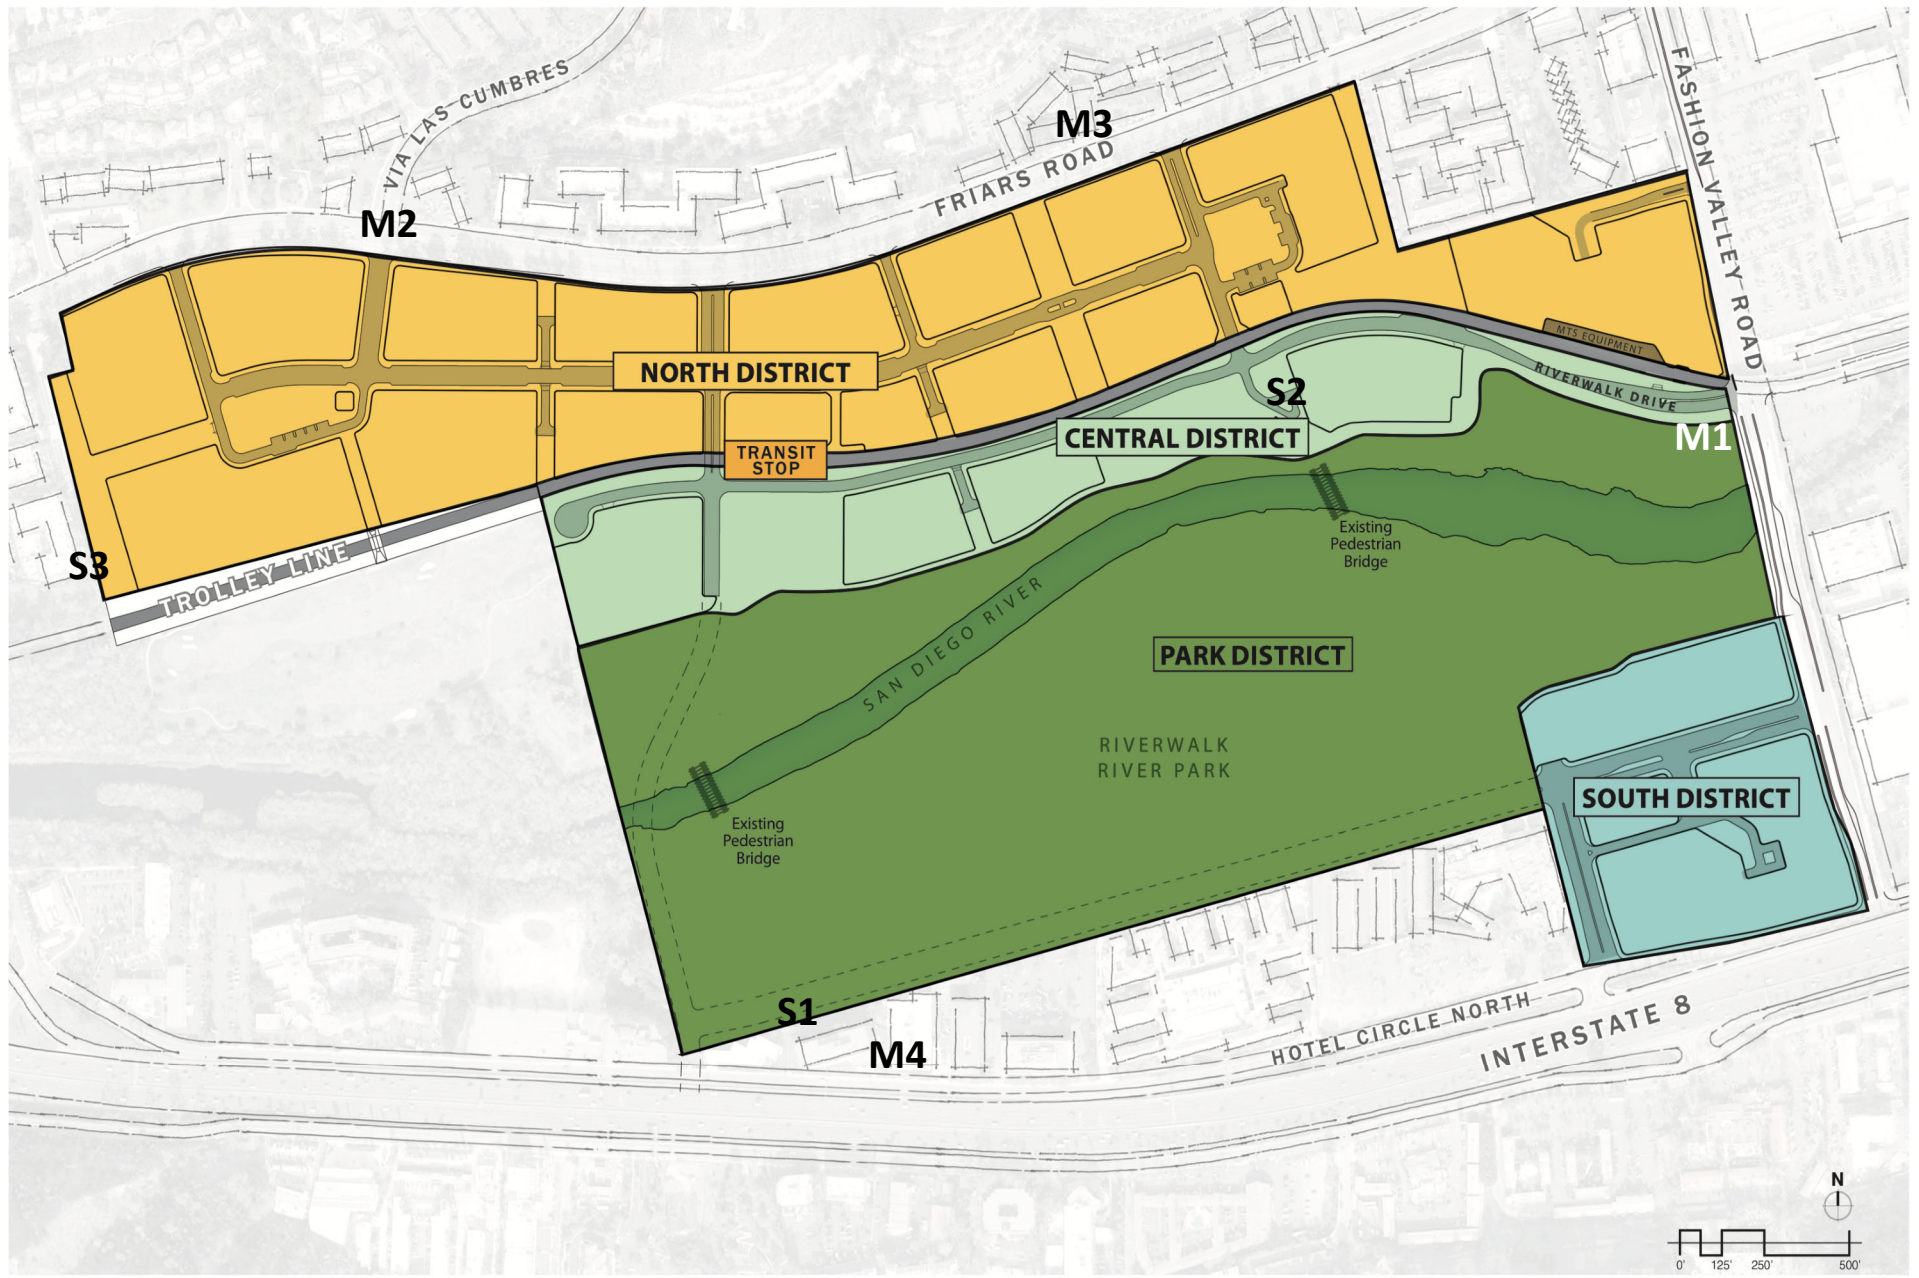 VIA LAS CUMBRES
M2
M3
FRIARS ROAD
FASHION VALLEY ROAD
NORTH DISTRICT
MTS EQUIPMENT
RIVERWALK DRIVE
S2
CENTRAL DISTRICT
M1
TRANSIT
STOP
S3
TROLLEY LINE
Existing
Pedestrian
Bridge
SAN DIEGO RIVER
PARK DISTRICT
RIVERWALK
RIVER PARK
SOUTH DISTRICT
Existing
Pedestrian
Bridge
S1
M4
HOTEL CIRCLE NORTH
INTERSTATE 8
N
0' 125' 250' 500'